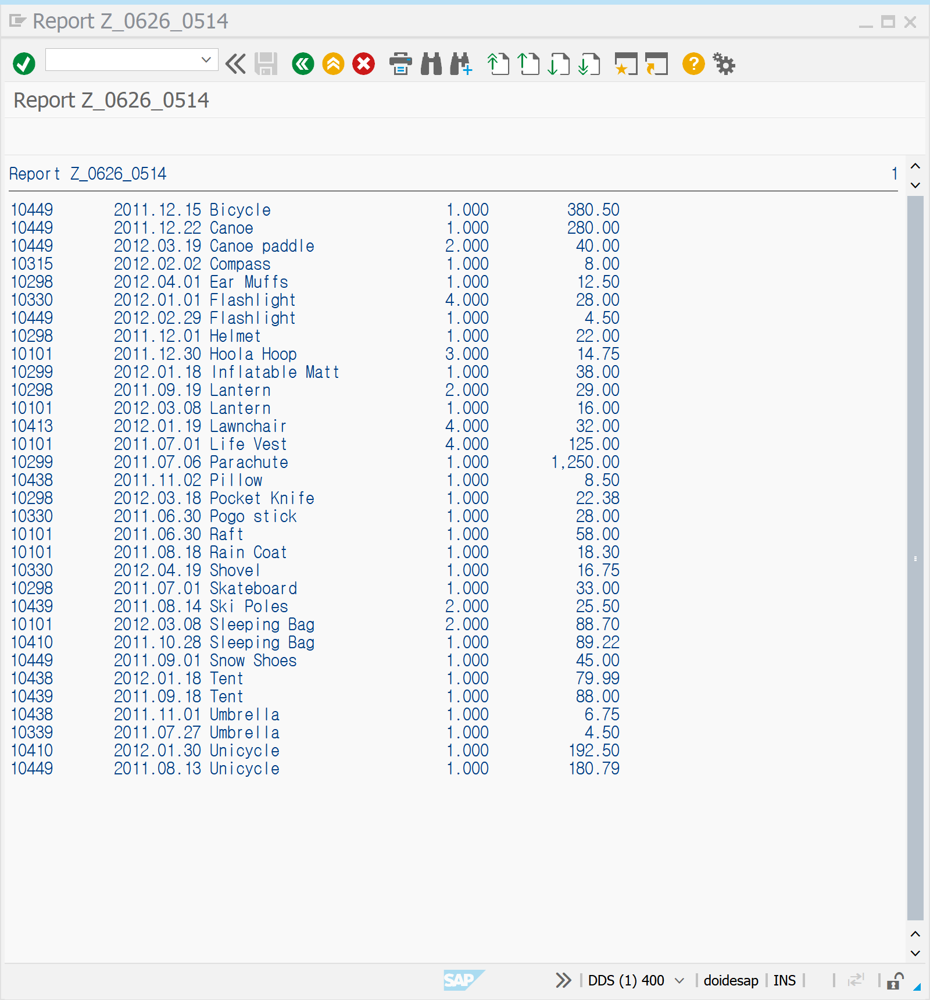 Report Z_0626_0514
Report Z_0626_0514
Report Z_0626_0514 1
10449 2011.12.15 Bicycle 1.000 380.50
10449 2011.12.22 Canoe 1.000 280.00
10449 2012.03.19 Canoe paddle 2.000 40.00
10315 2012.02.02 Compass 1.000 8.00
10298 2012.04.01 Ear Muffs 1.000 12.50
10330 2012.01.01 Flashlight 4.000 28.00
10449 2012.02.29 Flashlight 1.000 4.50
10298 2011.12.01 Helmet 1.000 22.00
10101 2011.12.30 Hoola Hoop 3.000 14.75
10299 2012.01.18 Inflatable Matt 1.000 38.00
10298 2011.09.19 Lantern 2.000 29.00
10101 2012.03.08 Lantern 1.000 16.00
10413 2012.01.19 Lawnchair 4.000 32.00
10101 2011.07.01 Life Vest 4.000 125.00
10299 2011.07.06 Parachute 1.000 1,250.00
10438 2011.11.02 Pillow 1.000 8.50
10298 2012.03.18 Pocket Knife 1.000 22.38
10330 2011.06.30 Pogo stick 1.000 28.00
10101 2011.06.30 Raft 1.000 58.00
10101 2011.08.18 Rain Coat 1.000 18.30
10330 2012.04.19 Shovel 1.000 16.75
10298 2011.07.01 Skateboard 1.000 33.00
10439 2011.08.14 Ski Poles 2.000 25.50
10101 2012.03.08 Sleeping Bag 2.000 88.70
10410 2011.10.28 Sleeping Bag 1.000 89.22
10449 2011.09.01 Snow Shoes 1.000 45.00
10438 2012.01.18 Tent 1.000 79.99
10439 2011.09.18 Tent 1.000 88.00
10438 2011.11.01 Umbrella 1.000 6.75
10339 2011.07.27 Umbrella 1.000 4.50
10410 2012.01.30 Unicycle 1.000 192.50
10449 2011.08.13 Unicycle 1.000 180.79
SAP DDS (1) 400 doidesap INS